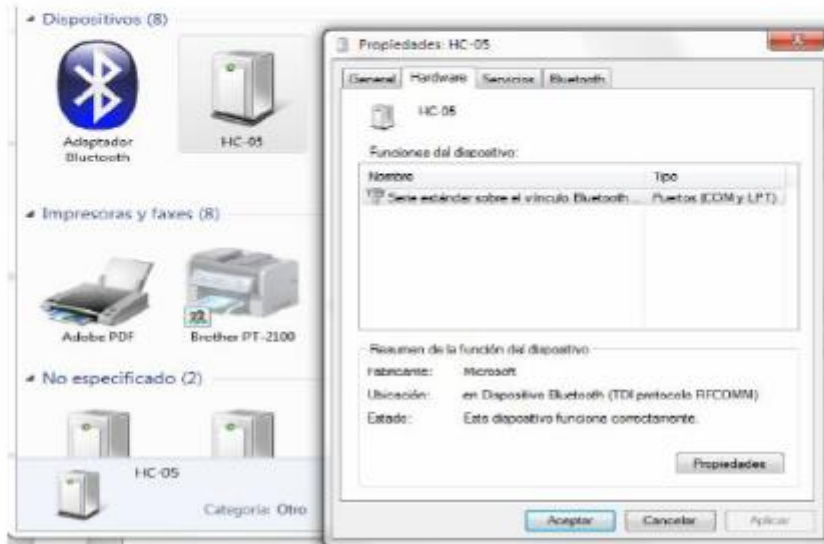 Dispositivos (8)
Adaptador
Bluetooth
HC-05
Impresoras y faxes (8)
Adobe PDF
Brother PT-2100
No especificado (2)
HC-05
Categoría: Otro
Propiedades: HC-05
General Hardware Servicios Bluetooth
HC-05
Funciones del dispositivo:
Nombre Tipo
Serie estándar sobre el vínculo Bluetooth ... Puertos (COM y LPT)
Resumen de la función del dispositivo
Fabricante: Microsoft
Ubicación: en Dispositivo Bluetooth (TDI protocolo RFCOMM)
Estado: Este dispositivo funciona correctamente.
Propiedades
Aceptar Cancelar Aplicar